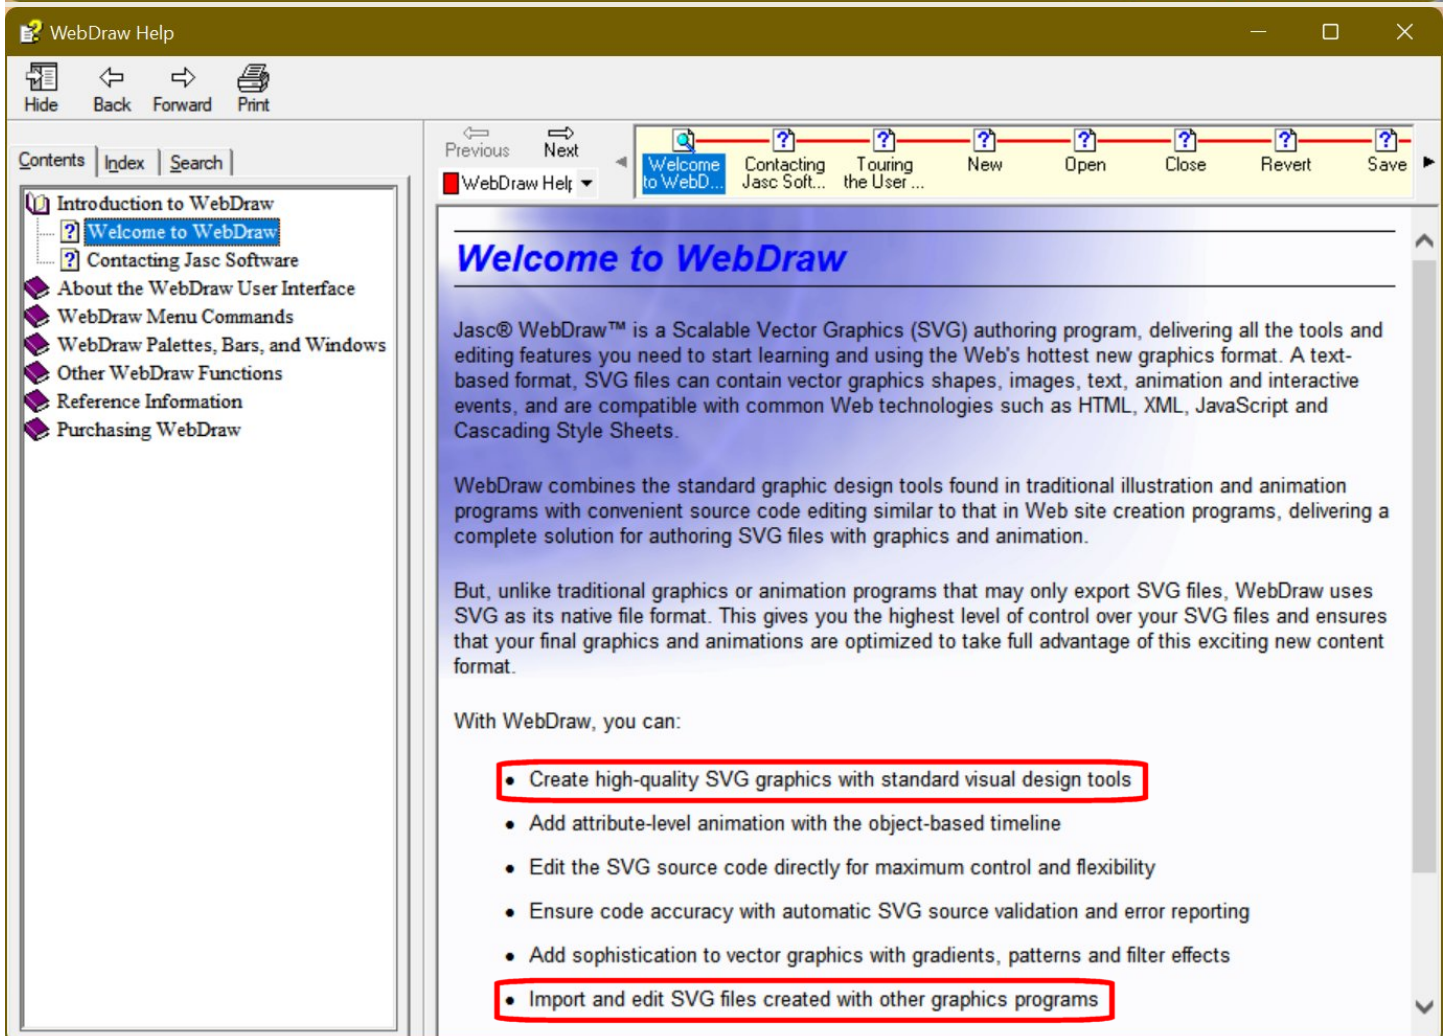 WebDraw Help
Hide Back Forward Print
Contents Index Search
Introduction to WebDraw
Welcome to WebDraw
Contacting Jasc Software
About the WebDraw User Interface
WebDraw Menu Commands
WebDraw Palettes, Bars, and Windows
Other WebDraw Functions
Reference Information
Purchasing WebDraw
Previous Next
WebDraw Help
Welcome to WebD...
Contacting Jasc Soft...
Touring the User ...
New
Open
Close
Revert
Save
Welcome to WebDraw
Jasc® WebDraw™ is a Scalable Vector Graphics (SVG) authoring program, delivering all the tools and
editing features you need to start learning and using the Web's hottest new graphics format. A text-
based format, SVG files can contain vector graphics shapes, images, text, animation and interactive
events, and are compatible with common Web technologies such as HTML, XML, JavaScript and
Cascading Style Sheets.
WebDraw combines the standard graphic design tools found in traditional illustration and animation
programs with convenient source code editing similar to that in Web site creation programs, delivering a
complete solution for authoring SVG files with graphics and animation.
But, unlike traditional graphics or animation programs that may only export SVG files, WebDraw uses
SVG as its native file format. This gives you the highest level of control over your SVG files and ensures
that your final graphics and animations are optimized to take full advantage of this exciting new content
format.
With WebDraw, you can:
• Create high-quality SVG graphics with standard visual design tools
• Add attribute-level animation with the object-based timeline
• Edit the SVG source code directly for maximum control and flexibility
• Ensure code accuracy with automatic SVG source validation and error reporting
• Add sophistication to vector graphics with gradients, patterns and filter effects
• Import and edit SVG files created with other graphics programs